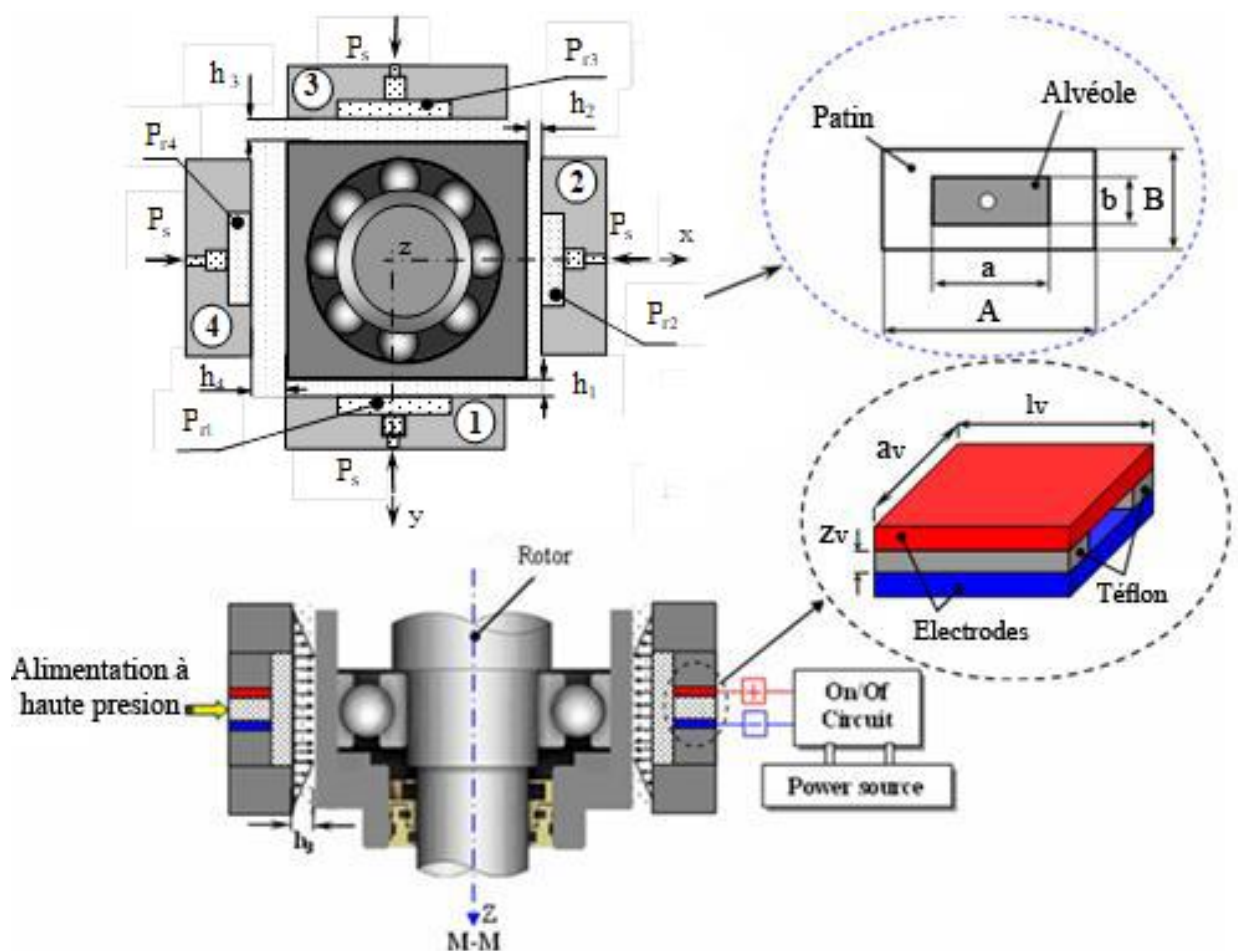 Ps
Pr3
h3
3
h2
Pr4
2
Ps
z
Ps
x
4
Pr2
h4
h1
Pr1
1
Ps
y
Alvéole
Patin
b
B
a
A
lv
av
zv
Téflon
Electrodes
Rotor
Alimentation à
haute presion
+
-
On/Of
Circuit
Power source
Z
M-M